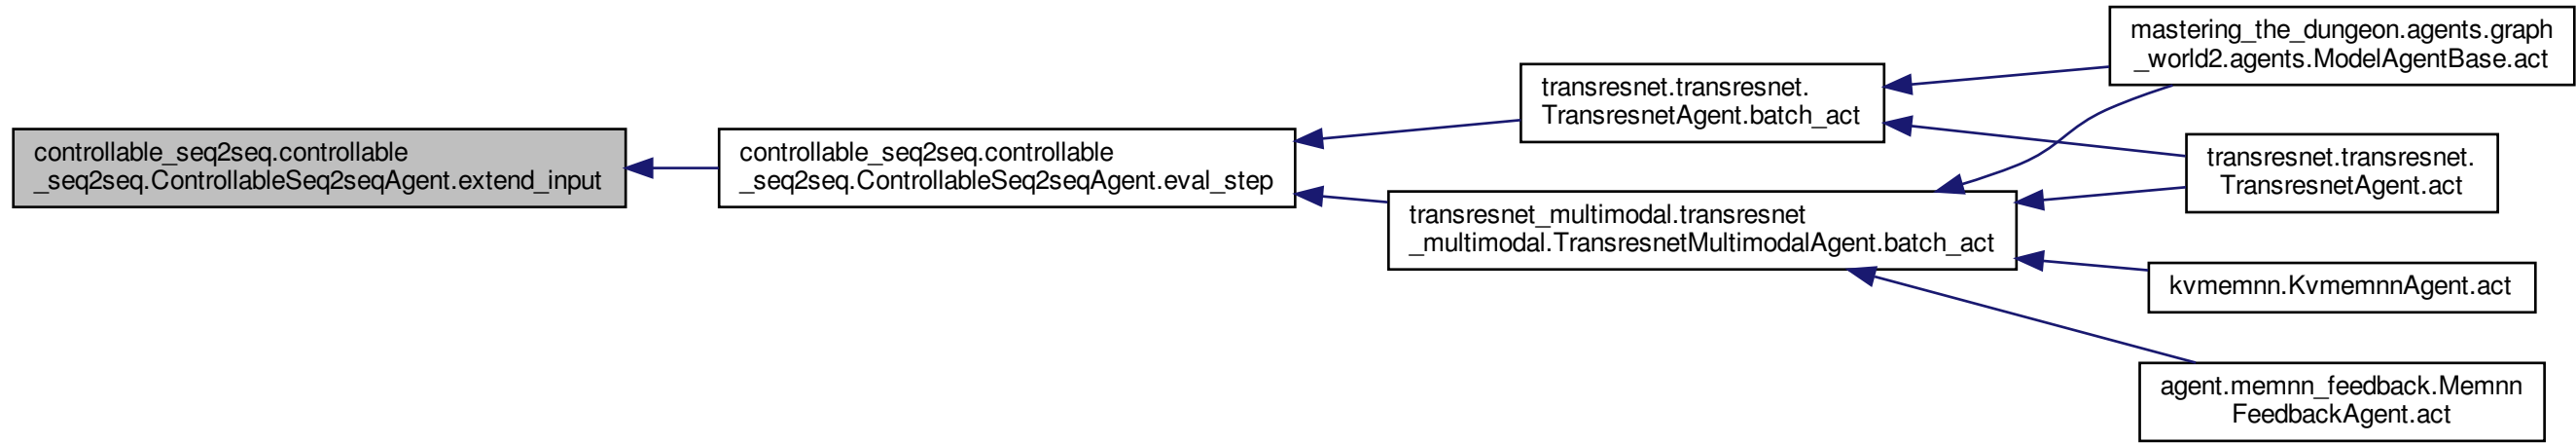 controllable_seq2seq.controllable
_seq2seq.ControllableSeq2seqAgent.extend_input
controllable_seq2seq.controllable
_seq2seq.ControllableSeq2seqAgent.eval_step
transresnet.transresnet.
TransresnetAgent.batch_act
transresnet_multimodal.transresnet
_multimodal.TransresnetMultimodalAgent.batch_act
mastering_the_dungeon.agents.graph
_world2.agents.ModelAgentBase.act
transresnet.transresnet.
TransresnetAgent.act
kvmemnn.KvmemnnAgent.act
agent.memnn_feedback.Memnn
FeedbackAgent.act